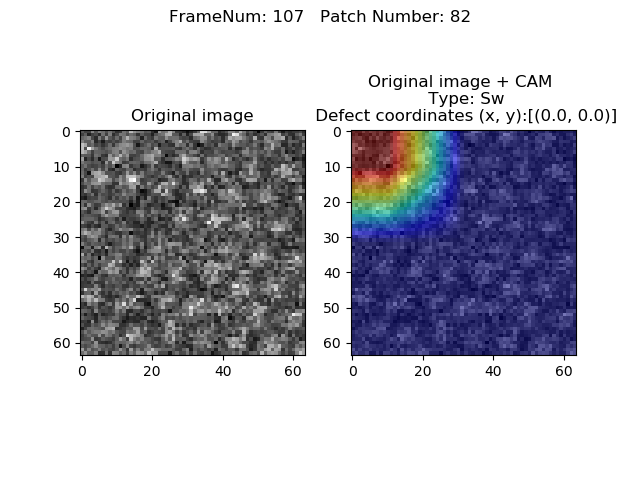 FrameNum: 107   Patch Number: 82
Original image
Original image + CAM
Type: Sw
Defect coordinates (x, y):[(0.0, 0.0)]
0
10
20
30
40
50
60
0 20 40 60
0
10
20
30
40
50
60
0 20 40 60